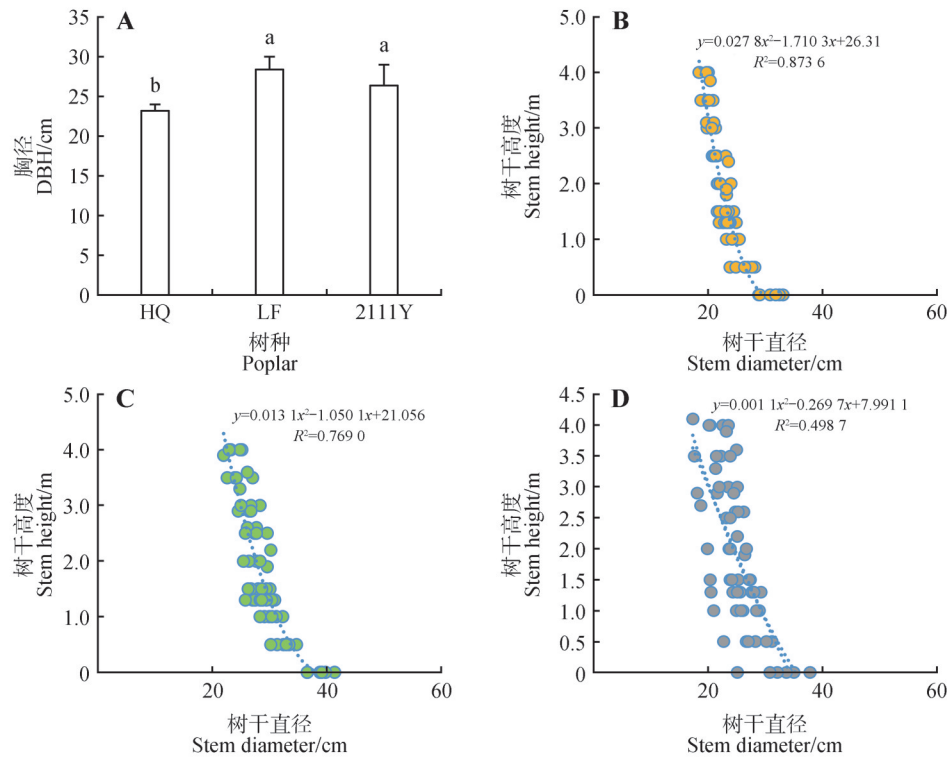 A
35
30
25
20
15
10
5
0
胸径
DBH/cm
b
a
a
HQ
LF
2111Y
树种
Poplar
B
y=0.027 8x²−1.710 3x+26.31
R²=0.873 6
5.0
4.0
3.0
2.0
1.0
0
树干高度
Stem height/m
20
40
60
树干直径
Stem diameter/cm
C
y=0.013 1x²−1.050 1x+21.056
R²=0.769 0
5.0
4.0
3.0
2.0
1.0
0
树干高度
Stem height/m
20
40
60
树干直径
Stem diameter/cm
D
y=0.001 1x²−0.269 7x+7.991 1
R²=0.498 7
4.5
4.0
3.5
3.0
2.5
2.0
1.5
1.0
0.5
0
树干高度
Stem height/m
20
40
60
树干直径
Stem diameter/cm